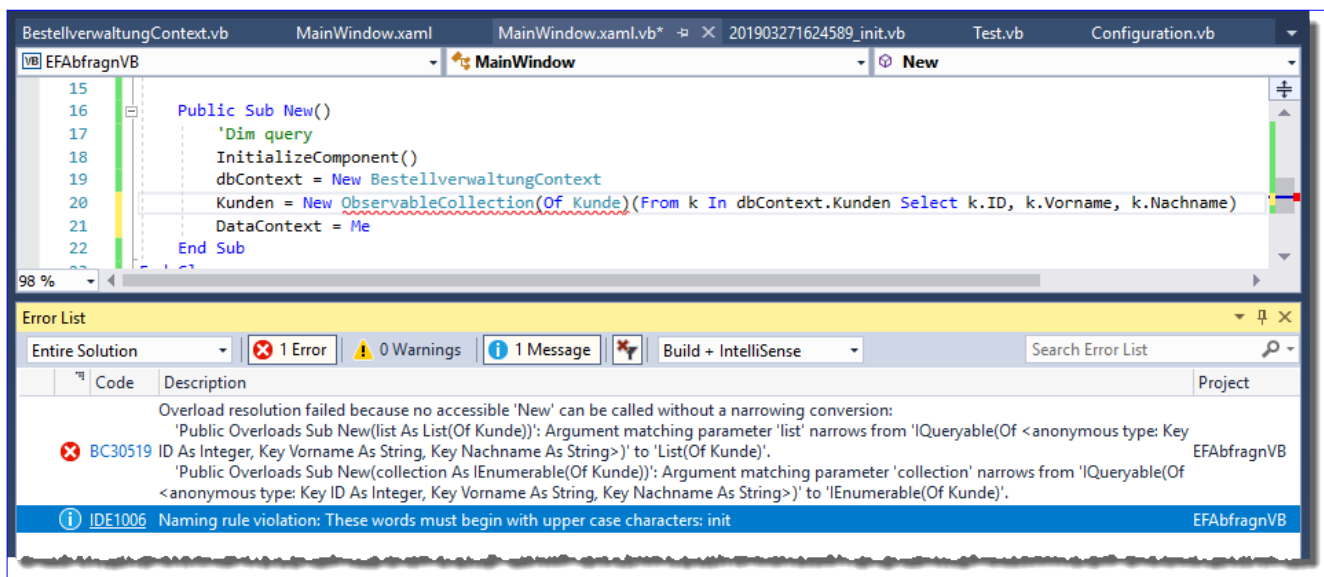 BestellverwaltungContext.vb MainWindow.xaml MainWindow.xaml.vb* 201903271624589_init.vb Test.vb Configuration.vb
VB EFAbfragnVB MainWindow New
15
16 Public Sub New()
17 'Dim query
18 InitializeComponent()
19 dbContext = New BestellverwaltungContext
20 Kunden = New ObservableCollection(Of Kunde)(From k In dbContext.Kunden Select k.ID, k.Vorname, k.Nachname)
21 DataContext = Me
22 End Sub
98 %
Error List
Entire Solution 1 Error 0 Warnings 1 Message Build + IntelliSense Search Error List
Code Description Project
Overload resolution failed because no accessible 'New' can be called without a narrowing conversion:
'Public Overloads Sub New(list As List(Of Kunde))': Argument matching parameter 'list' narrows from 'IQueryable(Of <anonymous type: Key
BC30519 ID As Integer, Key Vorname As String, Key Nachname As String>)' to 'List(Of Kunde)'. EFAbfragnVB
'Public Overloads Sub New(collection As IEnumerable(Of Kunde))': Argument matching parameter 'collection' narrows from 'IQueryable(Of
<anonymous type: Key ID As Integer, Key Vorname As String, Key Nachname As String>)' to 'IEnumerable(Of Kunde)'.
IDE1006 Naming rule violation: These words must begin with upper case characters: init EFAbfragnVB